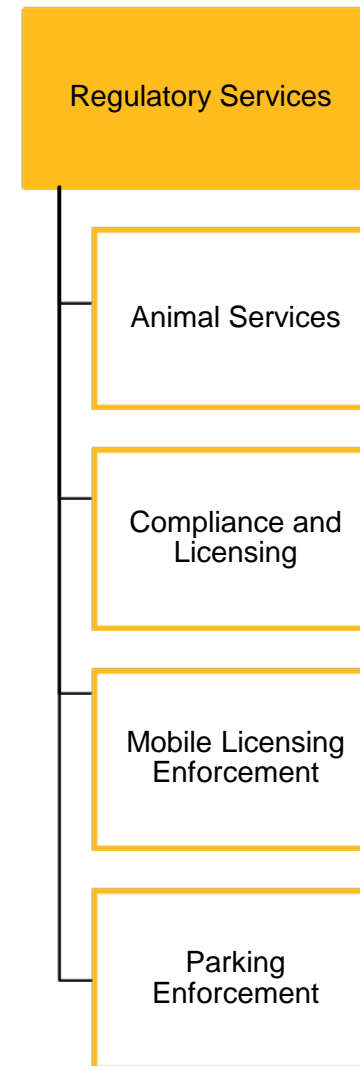 Regulatory Services
Animal Services
Compliance and
Licensing
Mobile Licensing
Enforcement
Parking
Enforcement